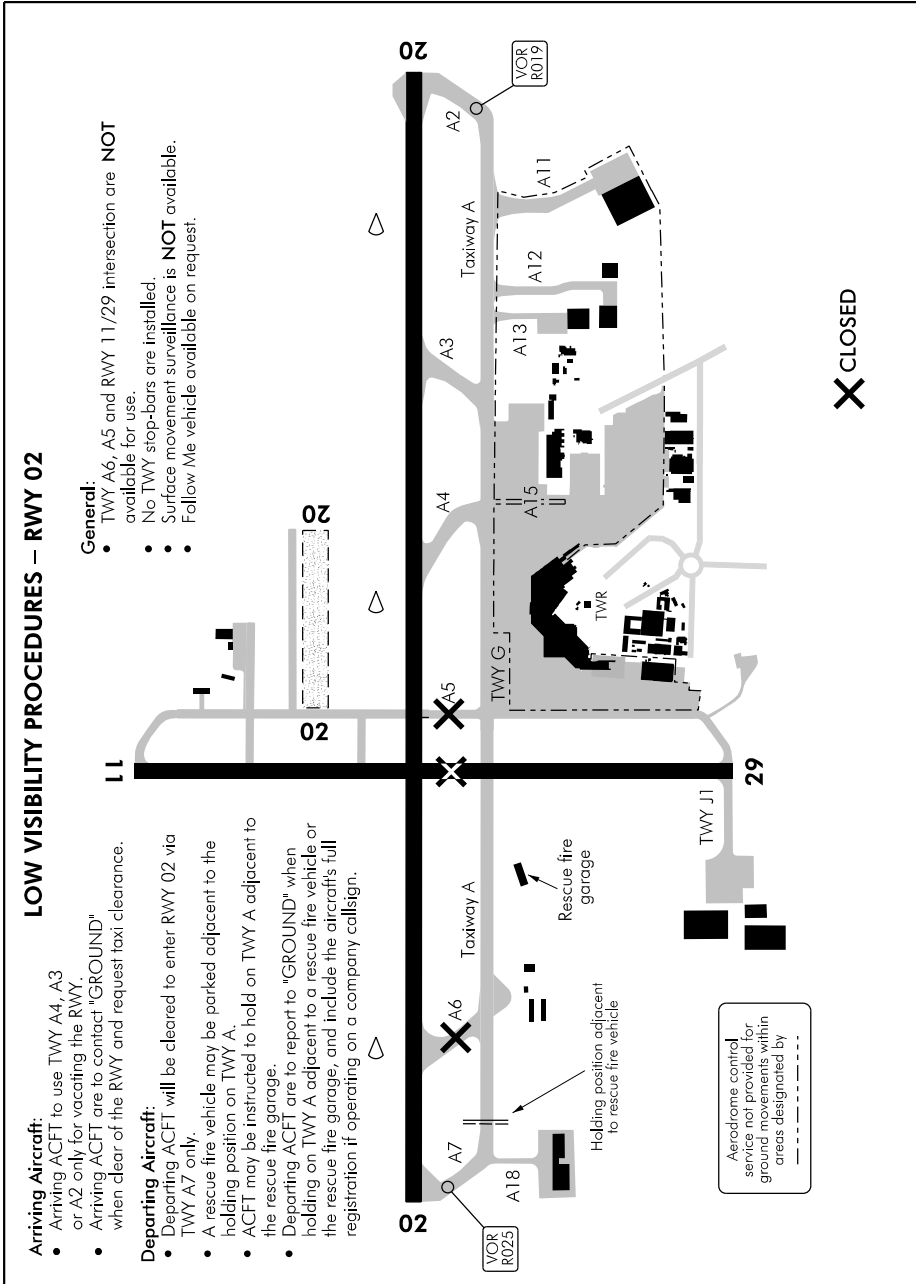 LOW VISIBILITY PROCEDURES – RWY 02
Arriving Aircraft:
• Arriving ACFT to use TWY A4, A3
or A2 only for vacating the RWY.
• Arriving ACFT are to contact "GROUND"
when clear of the RWY and request taxi clearance.
Departing Aircraft:
• Departing ACFT will be cleared to enter RWY 02 via
TWY A7 only.
• A rescue fire vehicle may be parked adjacent to the
holding position on TWY A.
• ACFT may be instructed to hold on TWY A adjacent to
the rescue fire garage.
• Departing ACFT are to report to "GROUND" when
holding on TWY A adjacent to a rescue fire vehicle or
the rescue fire garage, and include the aircraft's full
registration if operating on a company callsign.
General:
• TWY A6, A5 and RWY 11/29 intersection are NOT
available for use.
• No TWY stop-bars are installed.
• Surface movement surveillance is NOT available.
• Follow Me vehicle available on request.
11
02
20
02
20
VOR
R025
A7
A6
A5
A4
A3
A2
VOR
R019
Taxiway A
Taxiway A
A18
TWY G
A15
A13
A12
A11
Rescue fire
garage
Holding position adjacent
to rescue fire vehicle
TWR
TWY J1
29
Aerodrome control
service not provided for
ground movements within
areas designated by
CLOSED